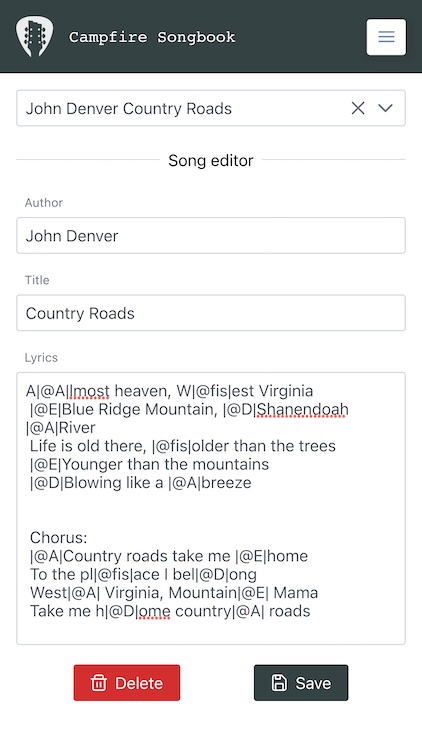 Campfire Songbook
John Denver Country Roads
Song editor
Author
John Denver
Title
Country Roads
Lyrics
A|@A|lmost heaven, W|@fis|est Virginia
|@E|Blue Ridge Mountain, |@D|Shanendoah
|@A|River
Life is old there, |@fis|older than the trees
|@E|Younger than the mountains
|@D|Blowing like a |@A|breeze
Chorus:
|@A|Country roads take me |@E|home
To the pl|@fis|ace I bel|@D|ong
West|@A| Virginia, Mountain|@E| Mama
Take me h|@D|ome country|@A| roads
Delete
Save